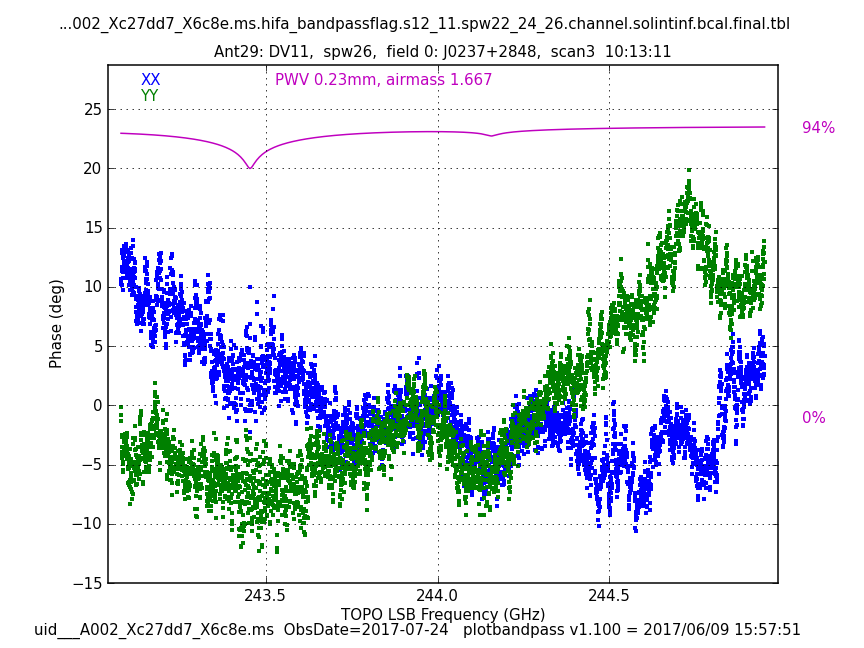 ...002_Xc27dd7_X6c8e.ms.hifa_bandpassflag.s12_11.spw22_24_26.channel.solintinf.bcal.final.tbl
Ant29: DV11,  spw26,  field 0: J0237+2848,  scan3  10:13:11
XX
PWV 0.23mm, airmass 1.667
YY
25
94%
20
15
10
5
0
0%
−5
−10
−15
Phase (deg)
243.5
244.0
244.5
TOPO LSB Frequency (GHz)
uid___A002_Xc27dd7_X6c8e.ms  ObsDate=2017-07-24   plotbandpass v1.100 = 2017/06/09 15:57:51